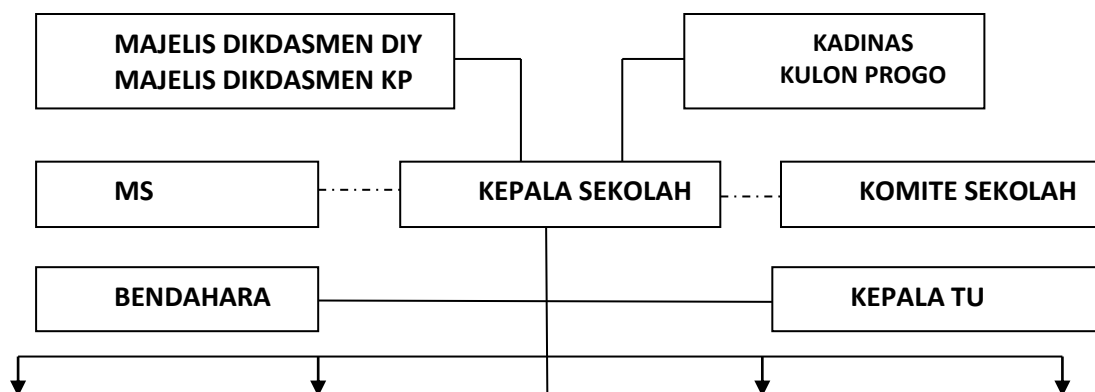 MAJELIS DIKDASMEN DIY
MAJELIS DIKDASMEN KP
KADINAS
KULON PROGO
MS
KEPALA SEKOLAH
KOMITE SEKOLAH
BENDAHARA
KEPALA TU